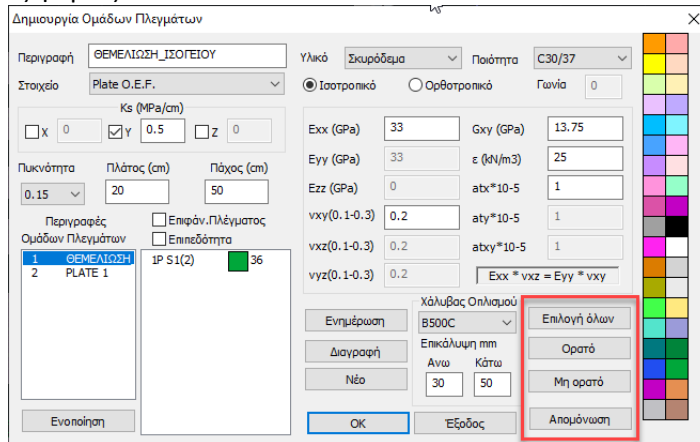 Δημιουργία Ομάδων Πλεγμάτων
Περιγραφή ΘΕΜΕΛΙΩΣΗ_ΙΣΟΓΕΙΟΥ Υλικό Σκυρόδεμα Ποιότητα C30/37
Στοιχείο Plate O.E.F. Ισοτροπικό Ορθοτροπικό Γωνία 0
Ks (MPa/cm)
X 0 Y 0.5 Z 0
Exx (GPa) 33 Gxy (GPa) 13.75
Πυκνότητα Πλάτος (cm) Πάχος (cm) Eyy (GPa) 33 ε (kN/m3) 25
0.15 20 50 Ezz (GPa) 0 atx*10-5 1
Περιγραφές Επιφάν.Πλέγματος vxy(0.1-0.3) 0.2 aty*10-5 1
Ομάδων Πλεγμάτων Επιπεδότητα vxz(0.1-0.3) 0.2 atxy*10-5 1
1 ΘΕΜΕΛΙΩΣΗ 1P S1(2) 36
2 PLATE 1 vyz(0.1-0.3) 0.2 Exx * vxz = Eyy * vxy
Χάλυβας Οπλισμού
Ενημέρωση B500C Επιλογή όλων
Διαγραφή Επικάλυψη mm Ορατό
Ανω Κάτω
Νέο 30 50 Μη ορατό
Ενοποίηση OK Έξοδος Απομόνωση